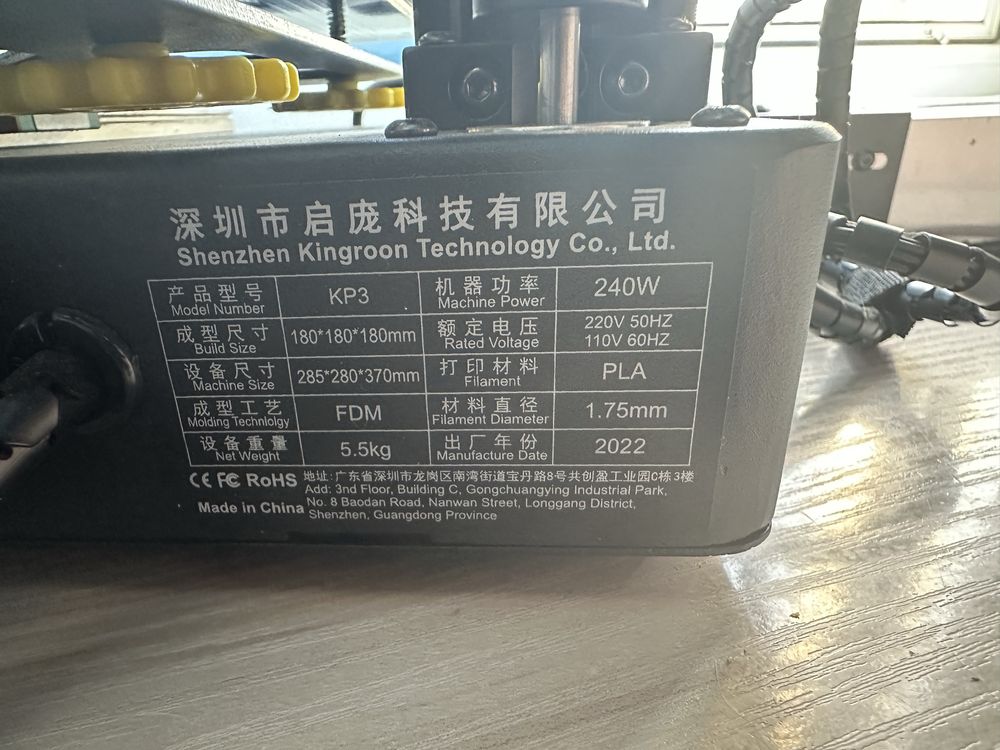 深圳市启庞科技有限公司
Shenzhen Kingroon Technology Co., Ltd.
产品型号 KP3 机器功率 240W
Model Number Machine Power
成型尺寸 180*180*180mm 额定电压 220V 50HZ
Build Size Rated Voltage 110V 60HZ
设备尺寸 285*280*370mm 打印材料 PLA
Machine Size Filament
成型工艺 FDM 材料直径 1.75mm
Molding Technlolgy Filament Diameter
设备重量 5.5kg 出厂年份 2022
Net Weight Manufacture Date
CE FC RoHS 地址: 广东省深圳市龙岗区南湾街道宝丹路8号共创盈工业园C栋3楼
Add: 3nd Floor, Building C, Gongchuangying Industrial Park,
Made in China No. 8 Baodan Road, Nanwan Street, Longgang District,
Shenzhen, Guangdong Province